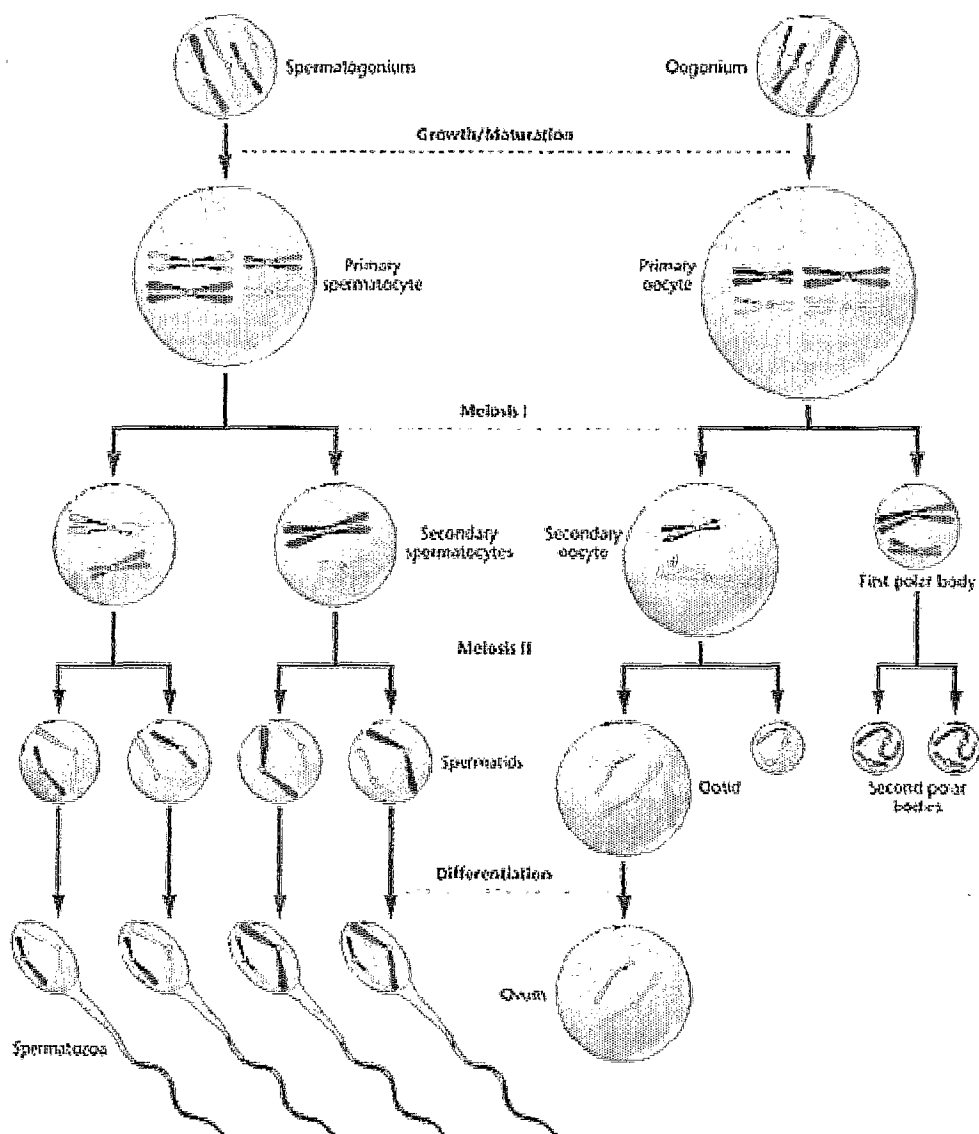 Spermatogonium
Oogonium
Growth/Maturation
Primary
spermatocyte
Primary
oocyte
Meiosis I
Secondary
spermatocytes
Secondary
oocyte
First polar body
Meiosis II
Spermatids
Ootid
Second polar
bodies
Differentiation
Ovum
Spermatozoa